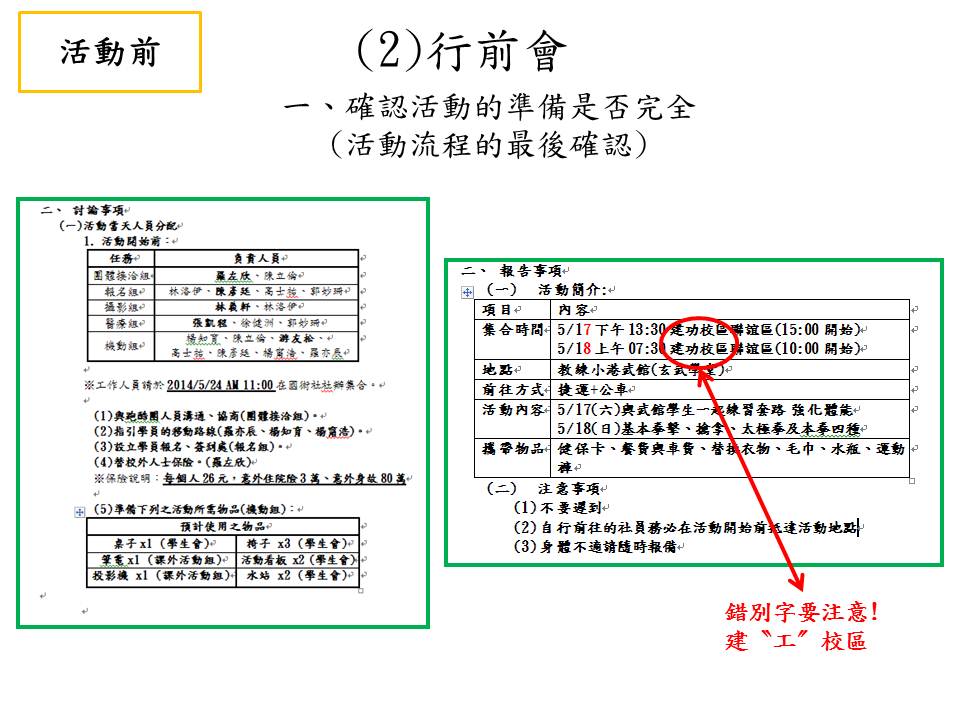 活動前
(2)行前會
一、確認活動的準備是否完全
(活動流程的最後確認)
二、 討論事項
(一)活動當天人員分配
1. 活動開始前：
任務 負責人員
團體接洽組 羅左欣、陳立倫
報名組 林洛伊、陳彥廷、高士祐、郭妙珊
攝影組 林義軒、林洛伊
醫療組 張凱程、徐健洲、郭妙珊
機動組 楊知育、陳立倫、游友松、
高士祐、陳彥廷、楊甯浩、羅亦辰
※工作人員請於 2014/5/24 AM 11:00 在國術社社辦集合。
(1)與跑酷團人員溝通、協商(團體接洽組)。
(2)指引學員的移動路線(羅亦辰、楊知育、楊甯浩)。
(3)設立學員報名、簽到處(報名組)。
(4)替校外人士保險。(羅左欣)
※保險說明：每個人 26 元，意外住院險 3 萬、意外身故 80 萬
(5)準備下列之活動所需物品(機動組)：
預計使用之物品
桌子 x1 (學生會) 椅子 x3 (學生會)
筆電 x1 (課外活動組) 活動看板 x2 (學生會)
投影機 x1 (課外活動組) 水站 x2 (學生會)
二、 報告事項
(一) 活動簡介:
項目 內容
集合時間 5/17 下午 13:30 建功校區聯誼區(15:00 開始)
5/18 上午 07:30 建功校區聯誼區(10:00 開始)
地點 教練小港武館(玄武學堂)
前往方式 捷運+公車
活動內容 5/17(六)與武館學生一起練習套路 強化體能
5/18(日)基本拳擊、擒拿、太極拳及本拳四種
攜帶物品 健保卡、餐費與車費、替換衣物、毛巾、水瓶、運動
褲
(二) 注意事項
(1)不要遲到
(2)自行前往的社員務必在活動開始前抵達活動地點
(3)身體不適請隨時報備
錯別字要注意!
建〝工〞校區